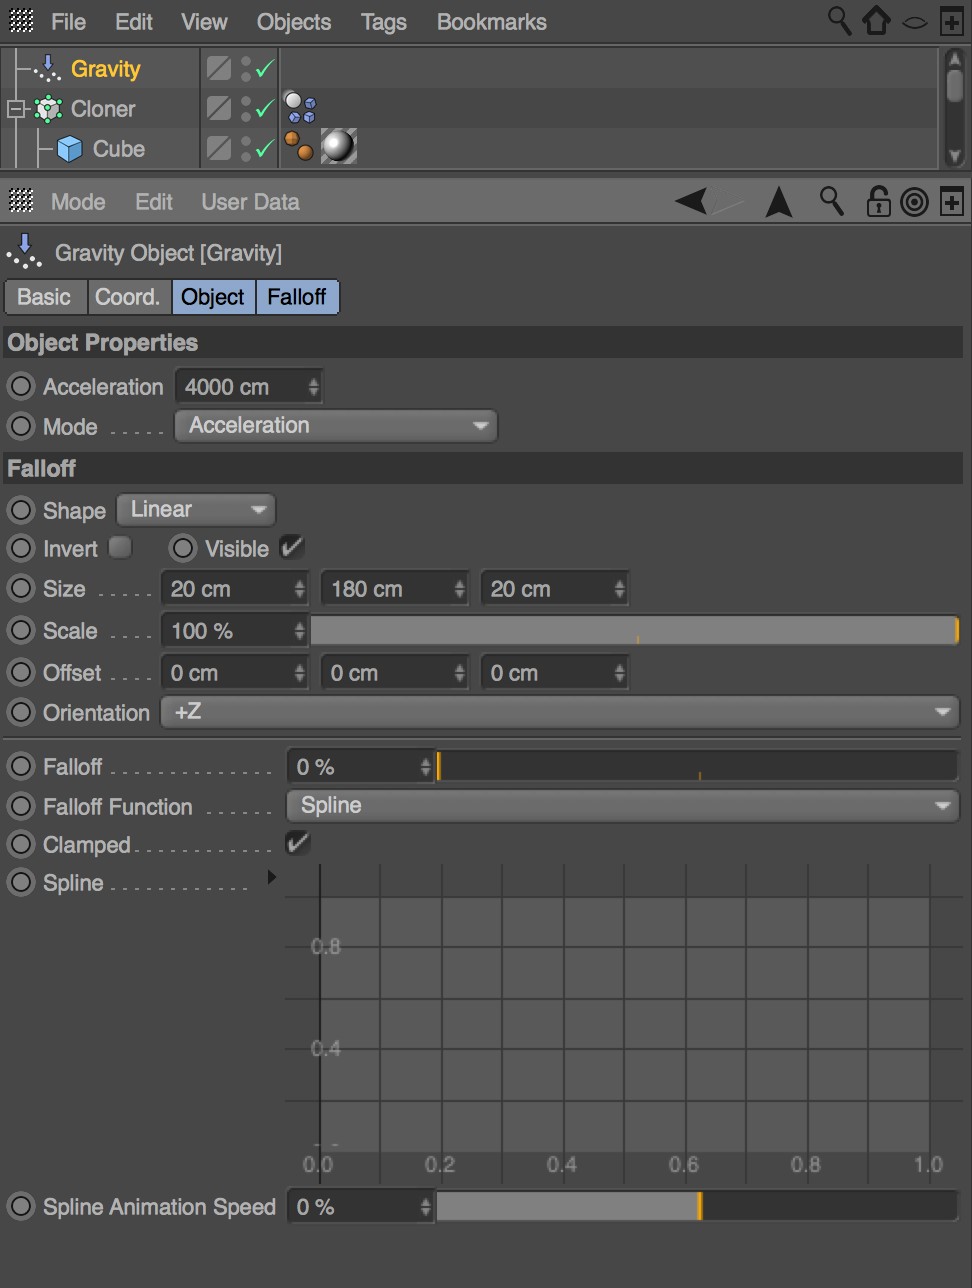 File Edit View Objects Tags Bookmarks
Gravity
Cloner
Cube
Mode Edit User Data
Gravity Object [Gravity]
Basic Coord. Object Falloff
Object Properties
Acceleration 4000 cm
Mode Acceleration
Falloff
Shape Linear
Invert Visible
Size 20 cm 180 cm 20 cm
Scale 100 %
Offset 0 cm 0 cm 0 cm
Orientation +Z
Falloff 0 %
Falloff Function Spline
Clamped
Spline
0.8
0.4
0.0 0.2 0.4 0.6 0.8 1.0
Spline Animation Speed 0 %